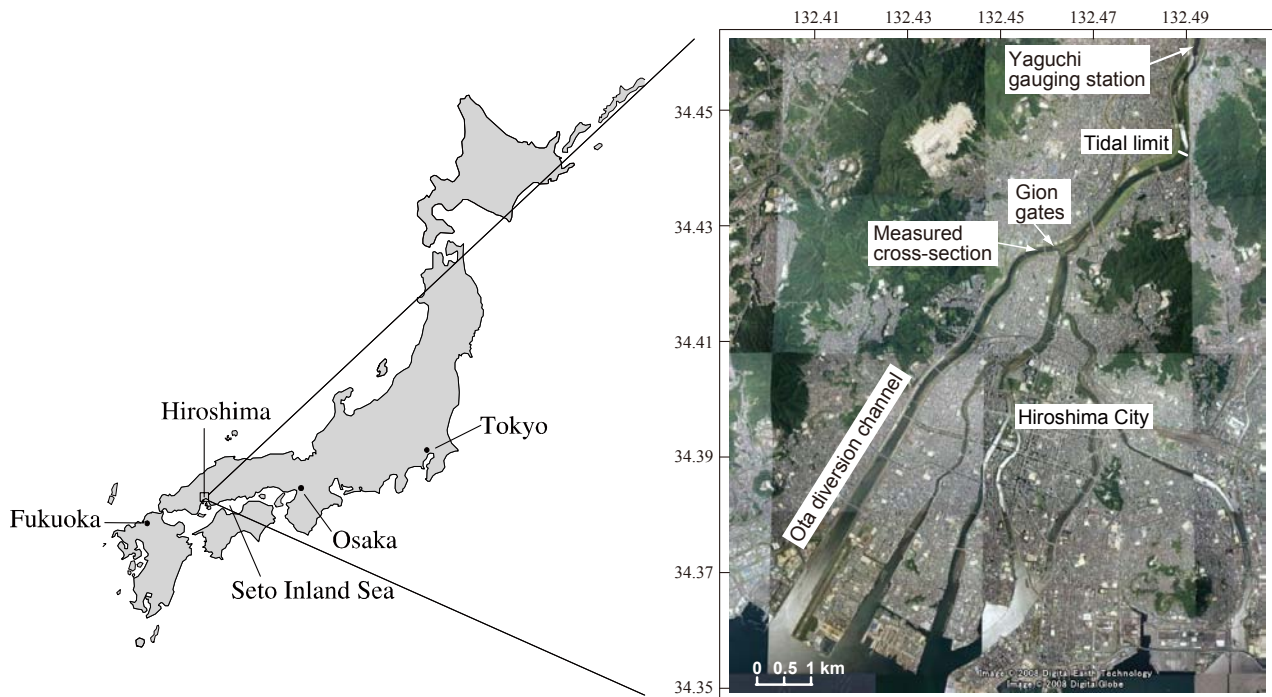 Hiroshima
Tokyo
Fukuoka
Osaka
Seto Inland Sea
132.41
132.43
132.45
132.47
132.49
34.45
34.43
34.41
34.39
34.37
34.35
Yaguchi
gauging station
Tidal limit
Gion
gates
Measured
cross-section
Ota diversion channel
Hiroshima City
0 0.5 1 km
Image © 2008 Digital Earth Technology
Image © 2008 DigitalGlobe